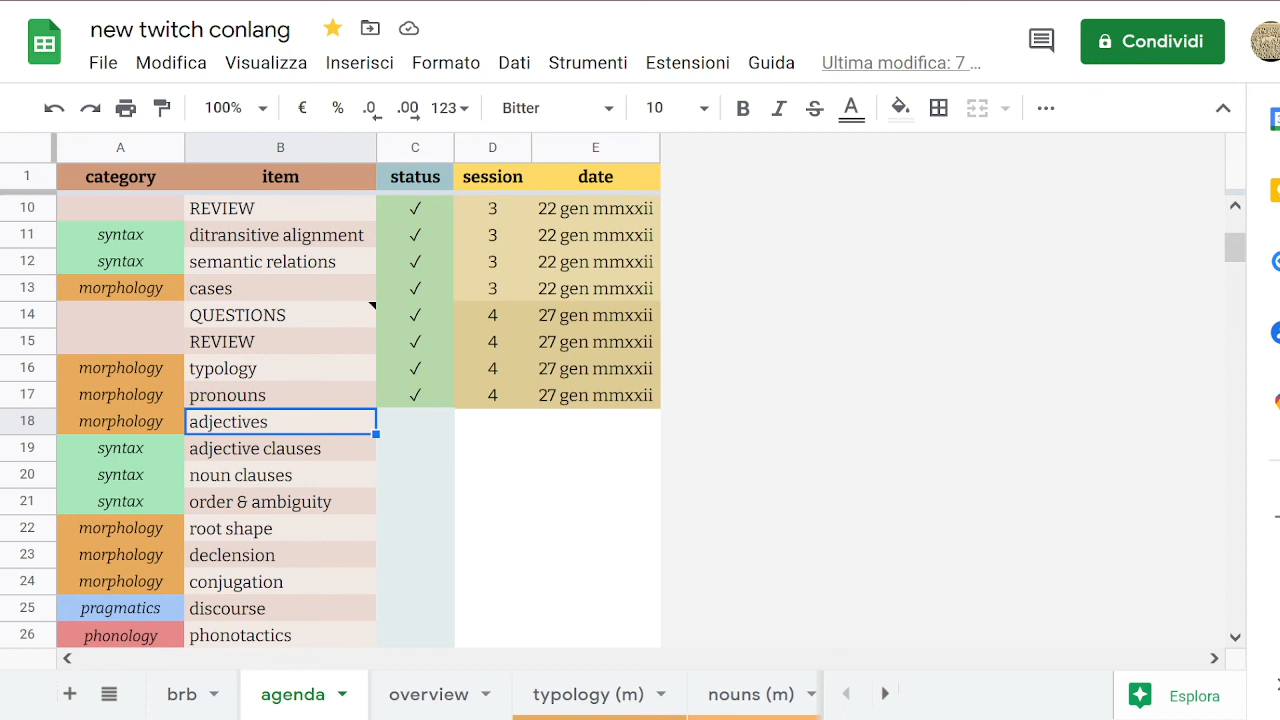 new twitch conlang
File Modifica Visualizza Inserisci Formato Dati Strumenti Estensioni Guida Ultima modifica: 7 …
Condividi
100% € % .0 .00 123 Bitter 10 B I S A
A B C D E
1 category item status session date
10 REVIEW ✓ 3 22 gen mmxxii
11 syntax ditransitive alignment ✓ 3 22 gen mmxxii
12 syntax semantic relations ✓ 3 22 gen mmxxii
13 morphology cases ✓ 3 22 gen mmxxii
14 QUESTIONS ✓ 4 27 gen mmxxii
15 REVIEW ✓ 4 27 gen mmxxii
16 morphology typology ✓ 4 27 gen mmxxii
17 morphology pronouns ✓ 4 27 gen mmxxii
18 morphology adjectives
19 syntax adjective clauses
20 syntax noun clauses
21 syntax order & ambiguity
22 morphology root shape
23 morphology declension
24 morphology conjugation
25 pragmatics discourse
26 phonology phonotactics
brb agenda overview typology (m) nouns (m) Esplora